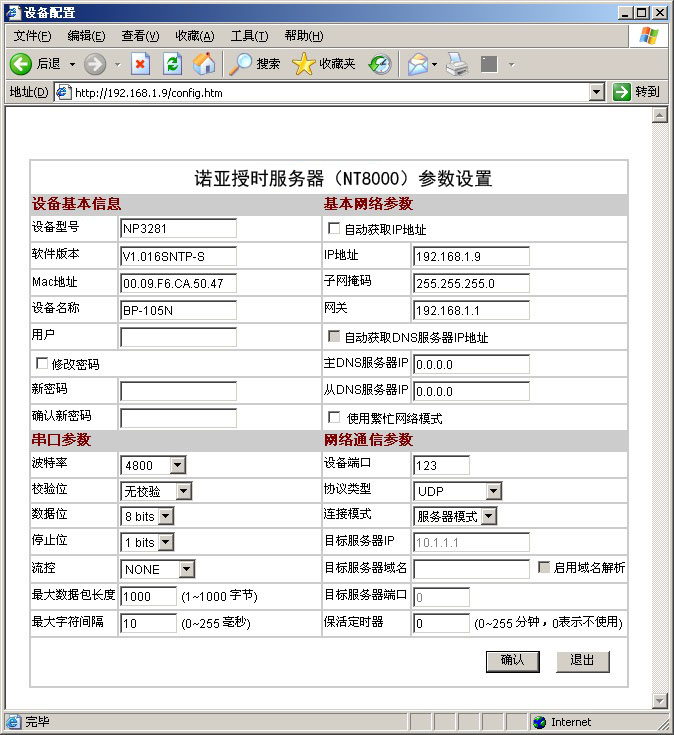 设备配置
文件(F) 编辑(E) 查看(V) 收藏(A) 工具(T) 帮助(H)
后退 搜索 收藏夹
地址(D) http://192.168.1.9/config.htm 转到
诺亚授时服务器（NT8000）参数设置
设备基本信息 基本网络参数
设备型号 NP3281 自动获取IP地址
软件版本 V1.016SNTP-S IP地址 192.168.1.9
Mac地址 00.09.F6.CA.50.47 子网掩码 255.255.255.0
设备名称 BP-105N 网关 192.168.1.1
用户 自动获取DNS服务器IP地址
修改密码 主DNS服务器IP 0.0.0.0
新密码 从DNS服务器IP 0.0.0.0
确认新密码 使用繁忙网络模式
串口参数 网络通信参数
波特率 4800 设备端口 123
校验位 无校验 协议类型 UDP
数据位 8 bits 连接模式 服务器模式
停止位 1 bits 目标服务器IP 10.1.1.1
流控 NONE 目标服务器域名 启用域名解析
最大数据包长度 1000 (1~1000 字节) 目标服务器端口 0
最大字符间隔 10 (0~255 毫秒) 保活定时器 0 (0~255 分钟，0表示不使用)
确认 退出
完毕 Internet